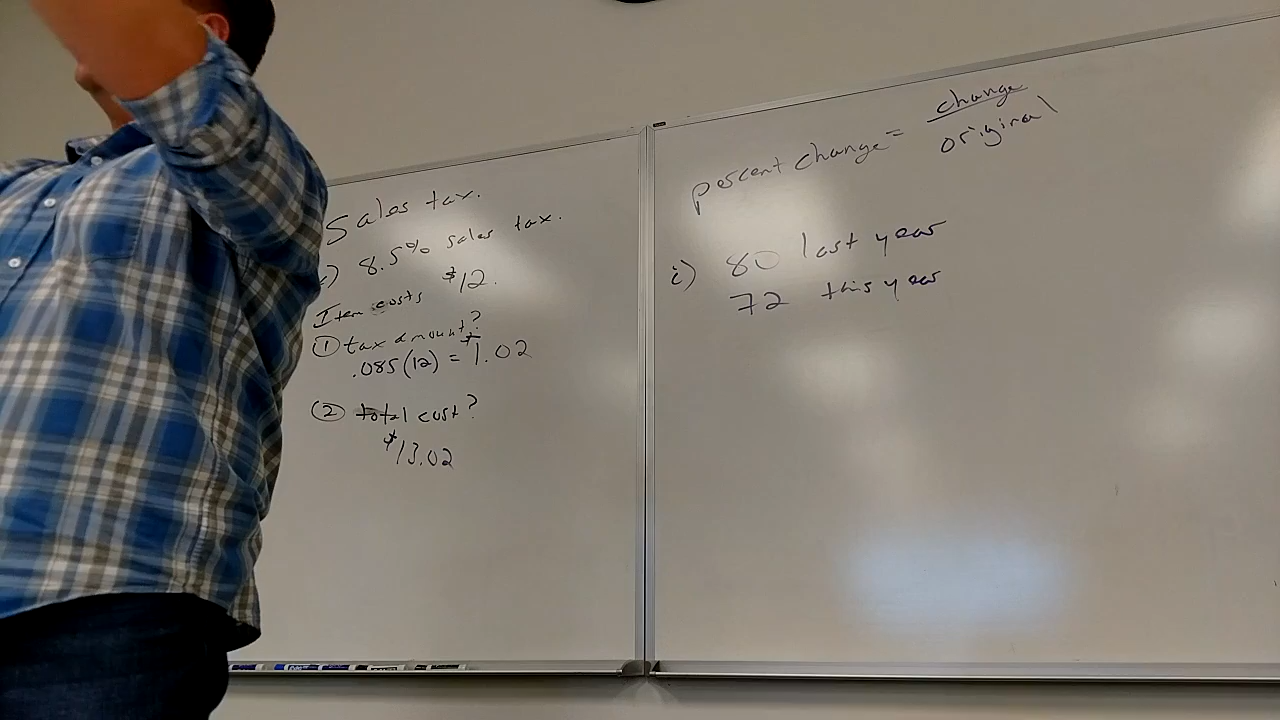 Sales tax.
i) 8.5% sales tax.
Item costs $12.
① tax amount?
.085(12) = $1.02
② total cost?
$13.02
percent change = change
original
i) 80 last year
72 this year